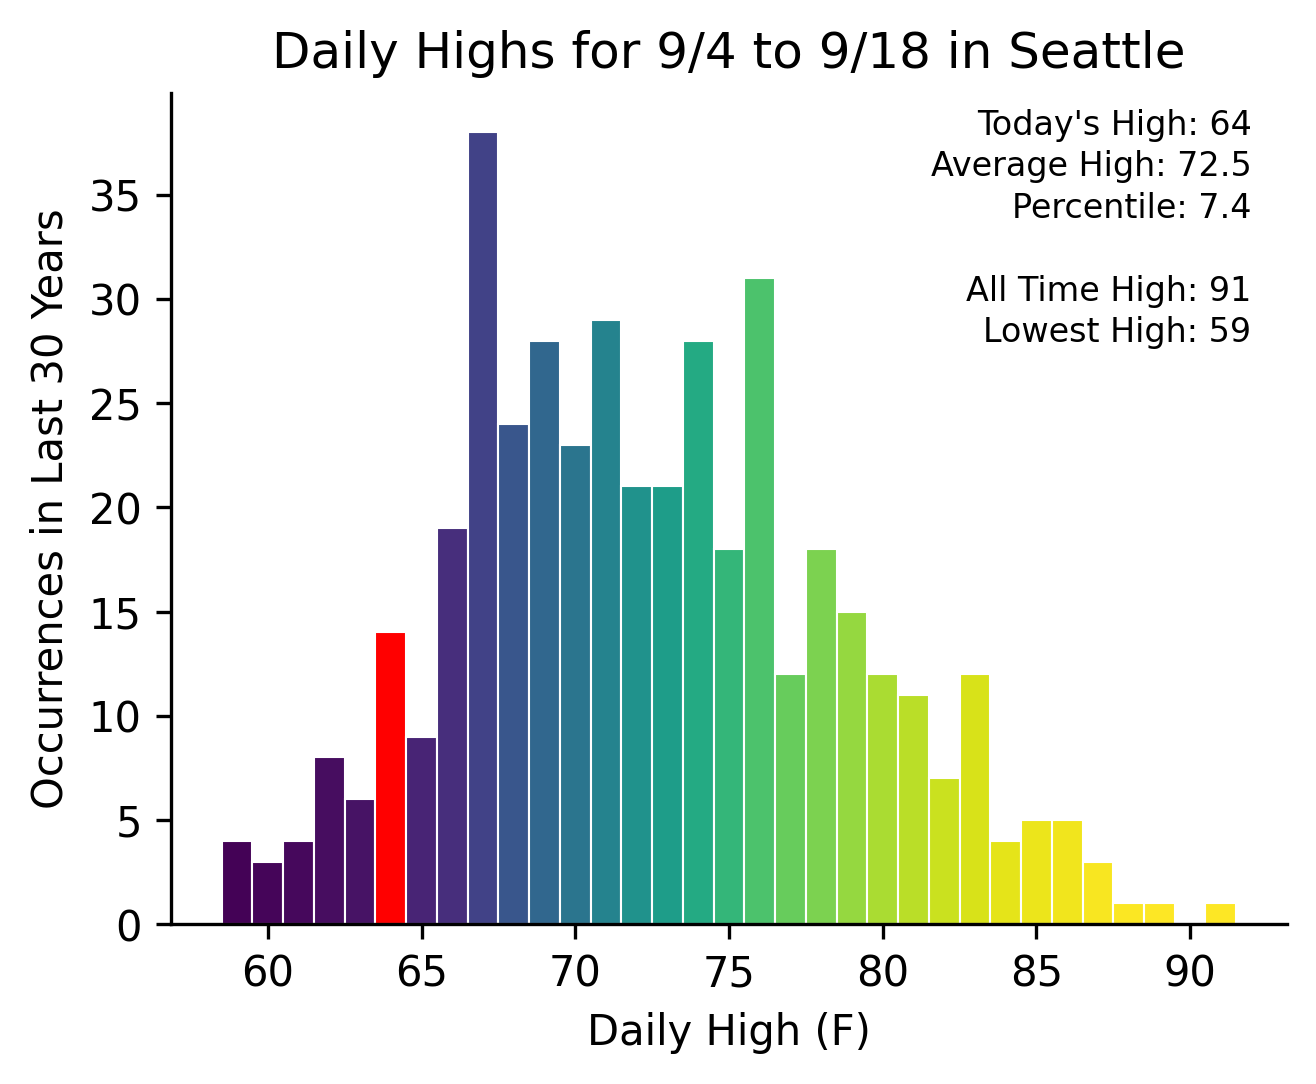 Daily Highs for 9/4 to 9/18 in Seattle
Today's High: 64
Average High: 72.5
Percentile: 7.4
All Time High: 91
Lowest High: 59
Occurrences in Last 30 Years
35
30
25
20
15
10
5
0
60 65 70 75 80 85 90
Daily High (F)